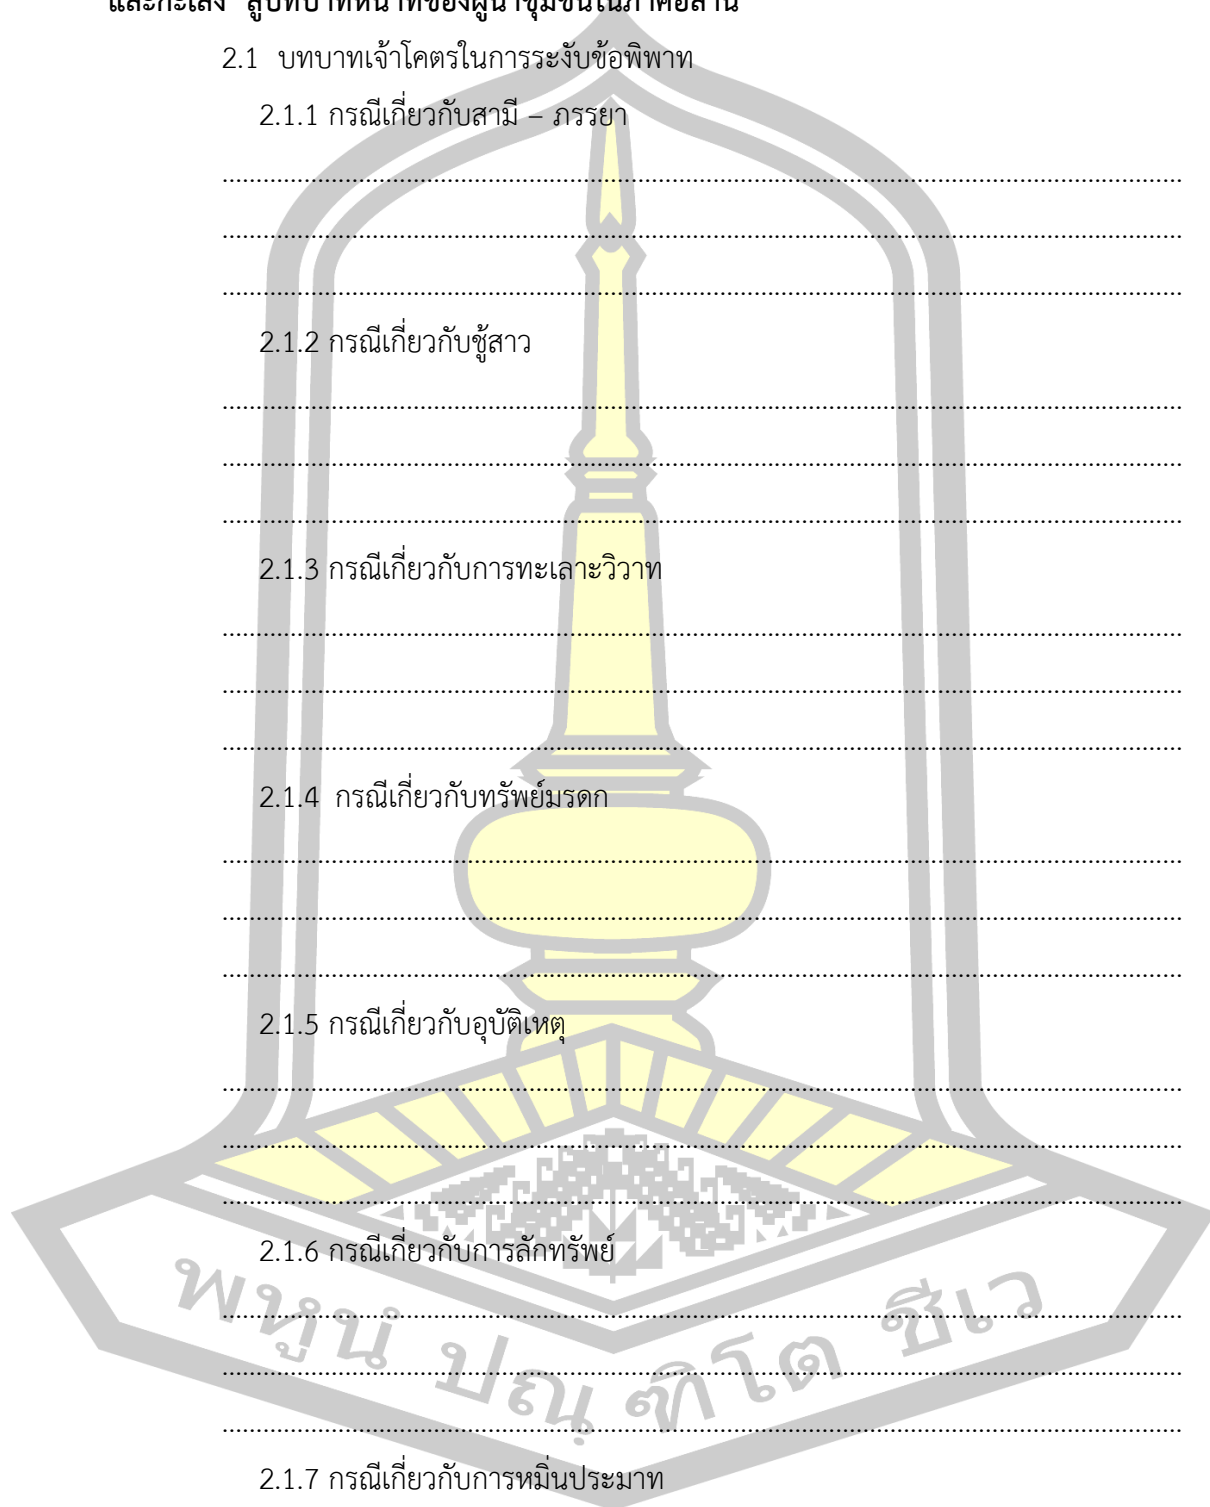 และกะเลิง สู่บทบาทหน้าที่ของผู้นำชุมชนในภาคอีสาน
2.1 บทบาทเจ้าโคตรในการระงับข้อพิพาท
2.1.1 กรณีเกี่ยวกับสามี – ภรรยา
................................................................................
................................................................................
................................................................................
2.1.2 กรณีเกี่ยวกับชู้สาว
................................................................................
................................................................................
................................................................................
2.1.3 กรณีเกี่ยวกับการทะเลาะวิวาท
................................................................................
................................................................................
................................................................................
2.1.4 กรณีเกี่ยวกับทรัพย์มรดก
................................................................................
................................................................................
................................................................................
2.1.5 กรณีเกี่ยวกับอุบัติเหตุ
................................................................................
................................................................................
................................................................................
2.1.6 กรณีเกี่ยวกับการลักทรัพย์
................................................................................
................................................................................
................................................................................
พหูนํ ปณฺฑิโต ชีเว
2.1.7 กรณีเกี่ยวกับการหมิ่นประมาท